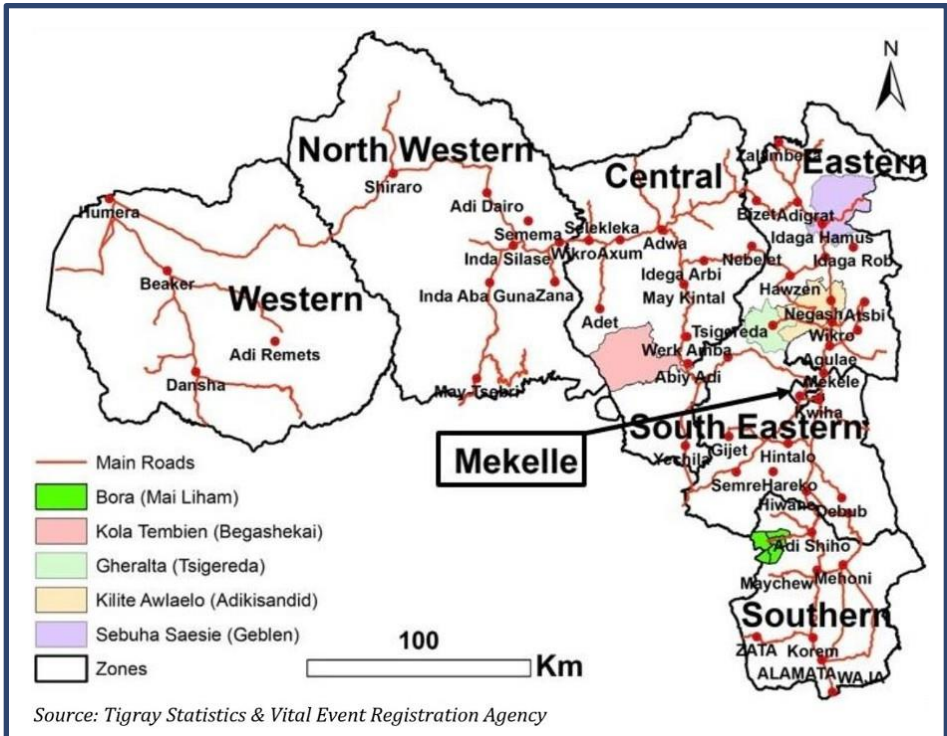 N
North Western
Eastern
Central
Zalambesa
Shiraro
Humera
Adi Dairo
Bizet
Adigrat
Semema
Selekleka
Idaga Hamus
Inda Silase
Wikro
Axum
Adwa
Nebelet
Idaga Rob
Beaker
Western
Inda Aba Guna
Zana
Idega Arbi
Hawzen
May Kintal
Negash
Atsbi
Adet
Tsigereda
Wikro
Adi Remets
Werk Amba
Agulae
Dansha
May Tsebri
Abiy Adi
Mekele
Kwiha
South Eastern
Mekelle
Yechila
Gijet
Hintalo
Semre
Hareko
Hiwane
Debub
Adi Shiho
Maychew
Mehoni
Southern
ZATA
Korem
ALAMATA
WAJA
Main Roads
Bora (Mai Liham)
Kola Tembien (Begashekai)
Gheralta (Tsigereda)
Kilite Awlaelo (Adikisandid)
Sebuha Saesie (Geblen)
Zones
100
Km
Source: Tigray Statistics & Vital Event Registration Agency